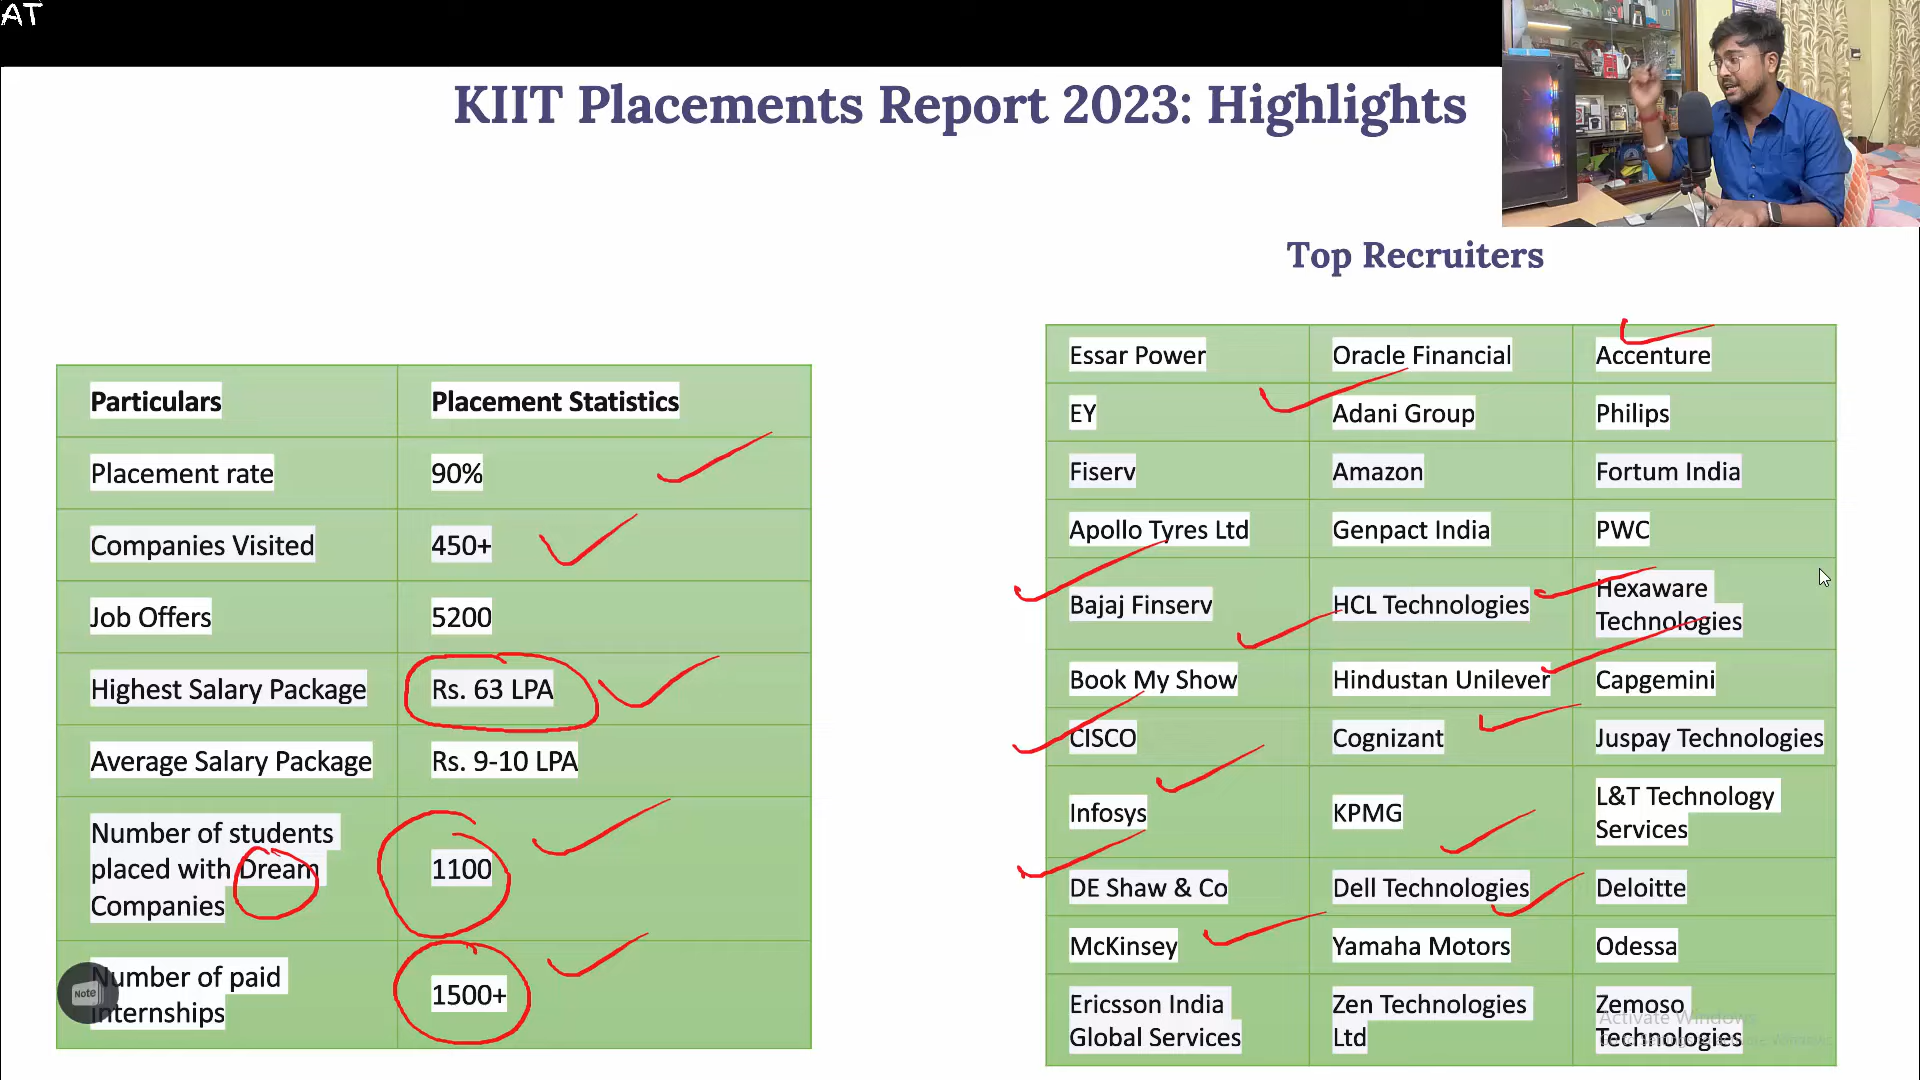 AT
KIIT Placements Report 2023: Highlights
Top Recruiters
Particulars Placement Statistics
Placement rate 90%
Companies Visited 450+
Job Offers 5200
Highest Salary Package Rs. 63 LPA
Average Salary Package Rs. 9-10 LPA
Number of students
placed with Dream
Companies
1100
Number of paid
internships
1500+
Note
Essar Power Oracle Financial Accenture
EY Adani Group Philips
Fiserv Amazon Fortum India
Apollo Tyres Ltd Genpact India PWC
Bajaj Finserv HCL Technologies Hexaware
Technologies
Book My Show Hindustan Unilever Capgemini
CISCO Cognizant Juspay Technologies
Infosys KPMG L&T Technology
Services
DE Shaw & Co Dell Technologies Deloitte
McKinsey Yamaha Motors Odessa
Ericsson India
Global Services
Zen Technologies
Ltd
Zemoso
Technologies
Activate Windows